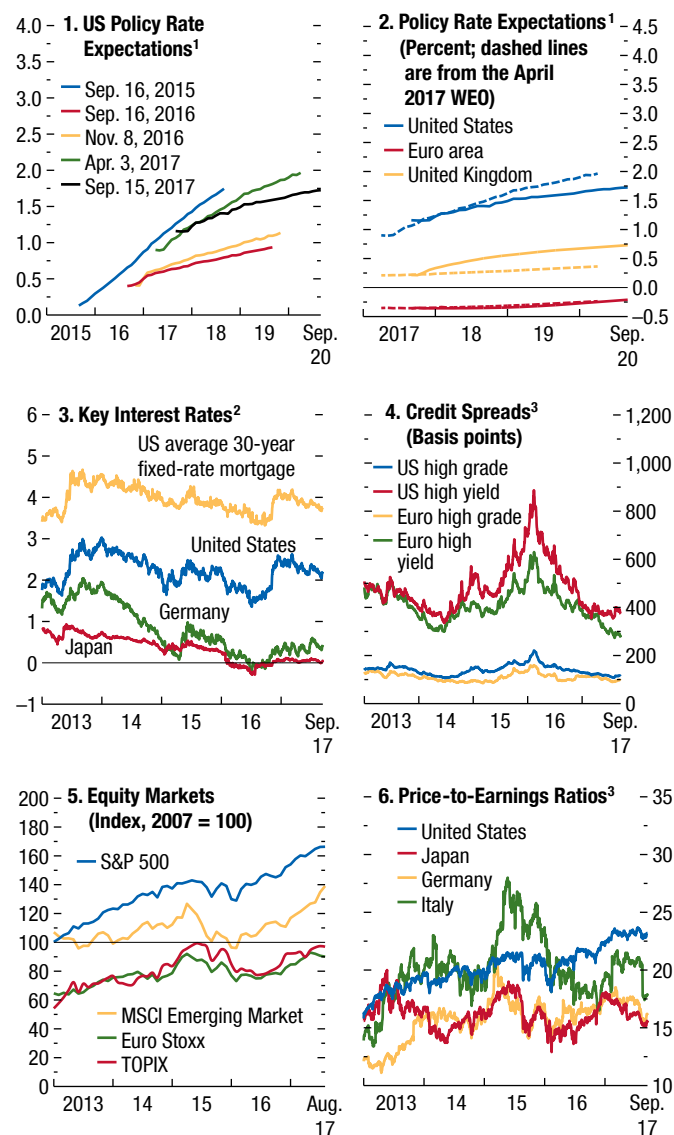 1. US Policy Rate
Expectations¹
Sep. 16, 2015
Sep. 16, 2016
Nov. 8, 2016
Apr. 3, 2017
Sep. 15, 2017
4.0
3.5
3.0
2.5
2.0
1.5
1.0
0.5
0.0
2015 16 17 18 19 Sep.
20
2. Policy Rate Expectations¹
(Percent; dashed lines
are from the April
2017 WEO)
United States
Euro area
United Kingdom
4.5
4.0
3.5
3.0
2.5
2.0
1.5
1.0
0.5
0.0
–0.5
2017 18 19 Sep.
20
3. Key Interest Rates²
US average 30-year
fixed-rate mortgage
United States
Germany
Japan
6
5
4
3
2
1
0
–1
2013 14 15 16 Sep.
17
4. Credit Spreads³
(Basis points)
US high grade
US high yield
Euro high grade
Euro high
yield
1,200
1,000
800
600
400
200
0
2013 14 15 16 Sep.
17
5. Equity Markets
(Index, 2007 = 100)
S&P 500
MSCI Emerging Market
Euro Stoxx
TOPIX
200
180
160
140
120
100
80
60
40
20
0
2013 14 15 16 Aug.
17
6. Price-to-Earnings Ratios³
United States
Japan
Germany
Italy
35
30
25
20
15
10
2013 14 15 16 Sep.
17